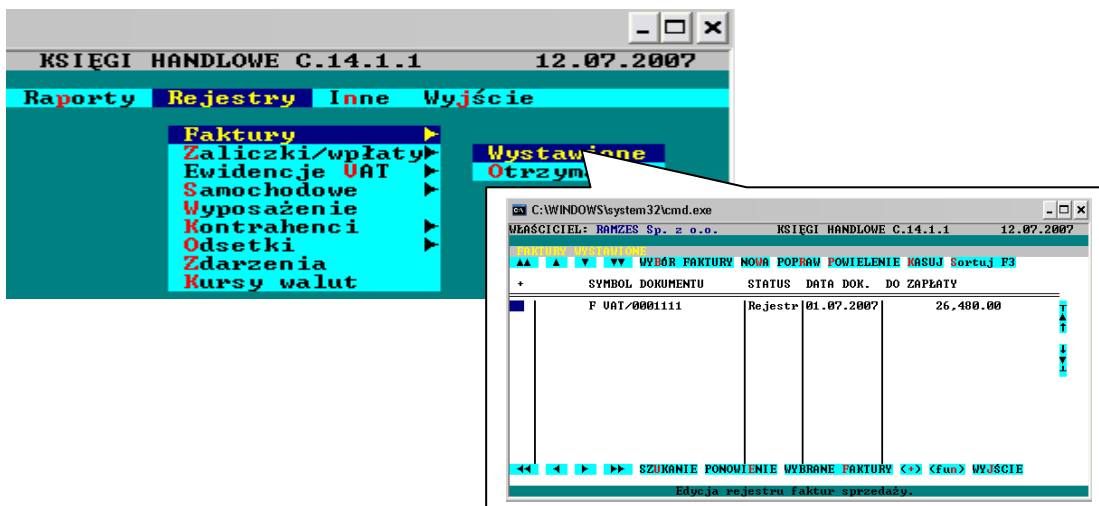 KSIĘGI HANDLOWE C.14.1.1 12.07.2007
Raporty Rejestry Inne Wyjście
Faktury
Zaliczki/wpłaty
Ewidencje VAT
Samochodowe
Wyposażenie
Kontrahenci
Odsetki
Zdarzenia
Kursy walut
Wystawione
C:\WINDOWS\system32\cmd.exe
WŁAŚCICIEL: RAMZES Sp. z o.o. KSIĘGI HANDLOWE C.14.1.1 12.07.2007
FAKTURY WYSTAWIONE
WYBÓR FAKTURY NOWA POPRAW POWIELENIE KASUJ Sortuj F3
+ SYMBOL DOKUMENTU STATUS DATA DOK. DO ZAPŁATY
F VAT/0001111 Rejestr 01.07.2007 26,480.00
SZUKANIE PONOWIENIE WYBRANE FAKTURY <+> <fun> WYJŚCIE
Edycja rejestru faktur sprzedaży.